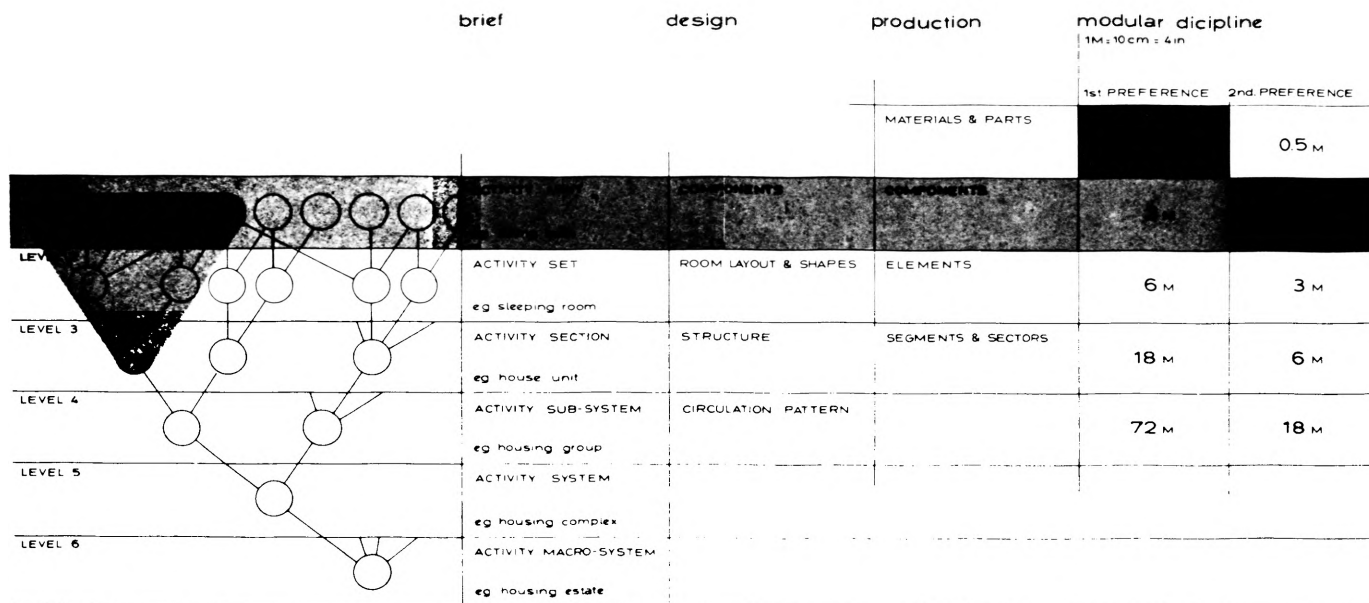 brief design production modular dicipline
1M = 10cm = 4in
1st PREFERENCE 2nd. PREFERENCE
MATERIALS & PARTS
0.5 M
COMPONENTS COMPONENTS
LEV
ACTIVITY SET ROOM LAYOUT & SHAPES ELEMENTS
6 M 3 M
eg sleeping room
LEVEL 3 ACTIVITY SECTION STRUCTURE SEGMENTS & SECTORS
18 M 6 M
eg house unit
LEVEL 4 ACTIVITY SUB-SYSTEM CIRCULATION PATTERN
72 M 18 M
eg housing group
LEVEL 5 ACTIVITY SYSTEM
eg housing complex
LEVEL 6 ACTIVITY MACRO-SYSTEM
eg housing estate